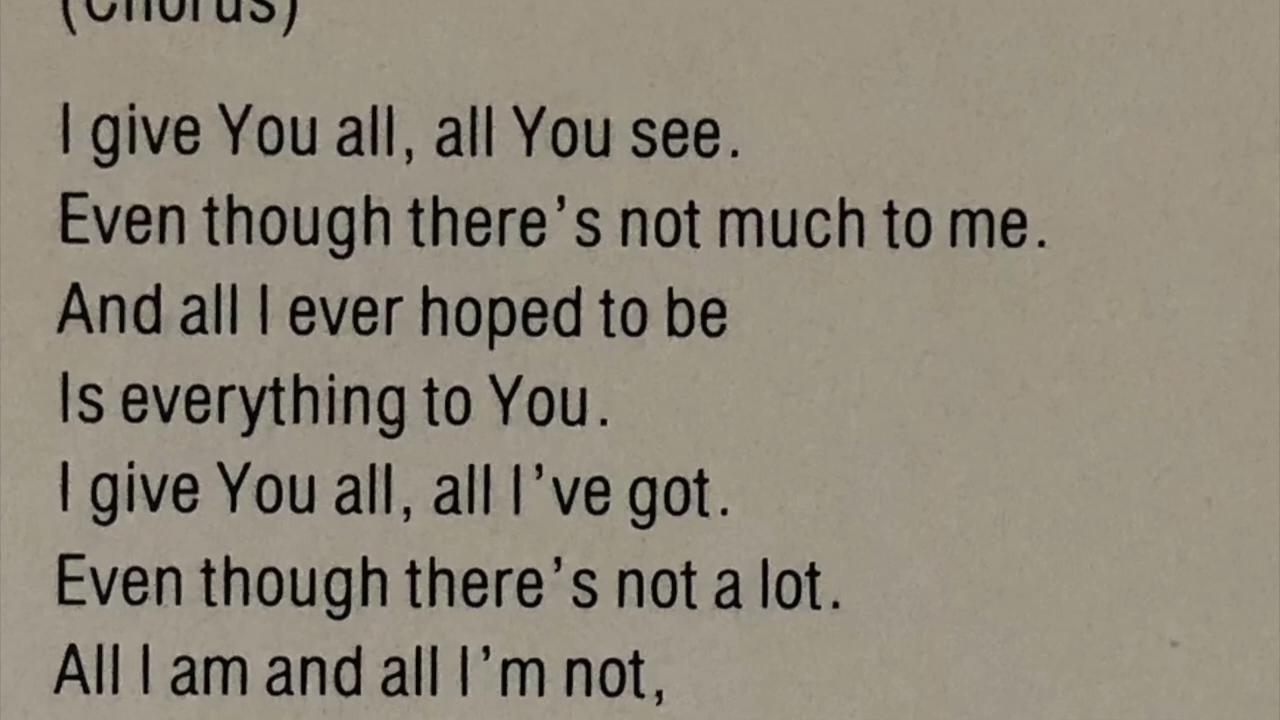 (Chorus)
I give You all, all You see.
Even though there's not much to me.
And all I ever hoped to be
Is everything to You.
I give You all, all I've got.
Even though there's not a lot.
All I am and all I'm not,